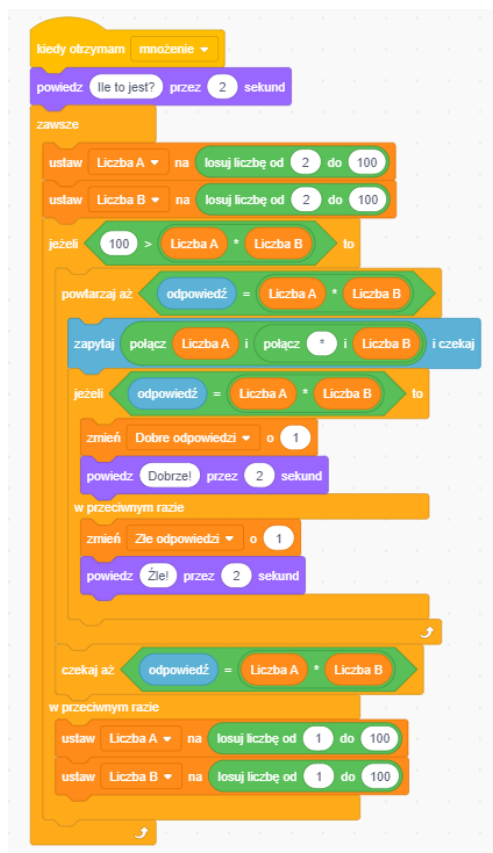 kiedy otrzymam mnożenie
powiedz Ile to jest? przez 2 sekund
zawsze
ustaw Liczba A na losuj liczbę od 2 do 100
ustaw Liczba B na losuj liczbę od 2 do 100
jeżeli 100 > Liczba A * Liczba B to
powtarzaj aż odpowiedź = Liczba A * Liczba B
zapytaj połącz Liczba A i połącz * i Liczba B i czekaj
jeżeli odpowiedź = Liczba A * Liczba B to
zmień Dobre odpowiedzi o 1
powiedz Dobrze! przez 2 sekund
w przeciwnym razie
zmień Złe odpowiedzi o 1
powiedz Źle! przez 2 sekund
czekaj aż odpowiedź = Liczba A * Liczba B
w przeciwnym razie
ustaw Liczba A na losuj liczbę od 1 do 100
ustaw Liczba B na losuj liczbę od 1 do 100